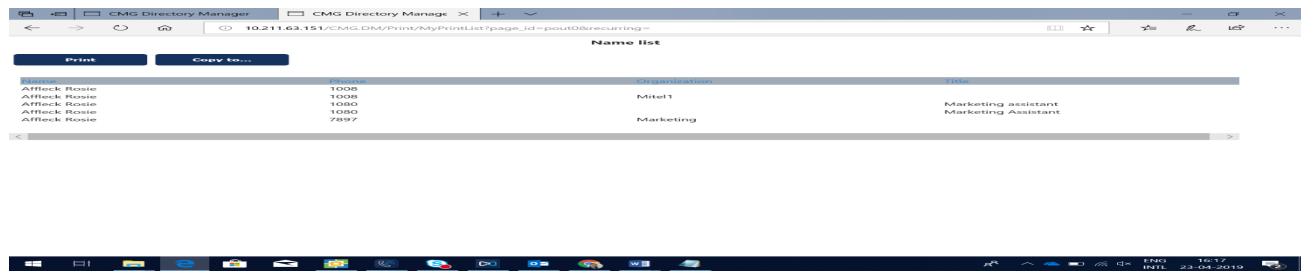 CMG Directory Manager
CMG Directory Manage
10.211.63.151/CMG.DM/Print/MyPrintList?page_id=pout0&recurring=
Name list
Print Copy to...
Name Phone Organization Title
Affleck Rosie 1008
Affleck Rosie 1008 Mitel1
Affleck Rosie 1080 Marketing assistant
Affleck Rosie 1080 Marketing Assistant
Affleck Rosie 7897 Marketing
ENG 16:17
INTL 23-04-2019